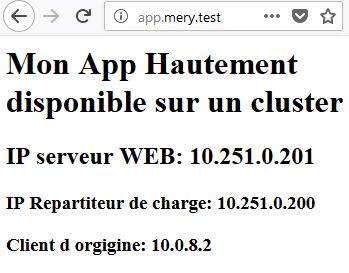 app.mery.test
Mon App Hautement
disponible sur un cluster
IP serveur WEB: 10.251.0.201
IP Repartiteur de charge: 10.251.0.200
Client d orgigine: 10.0.8.2